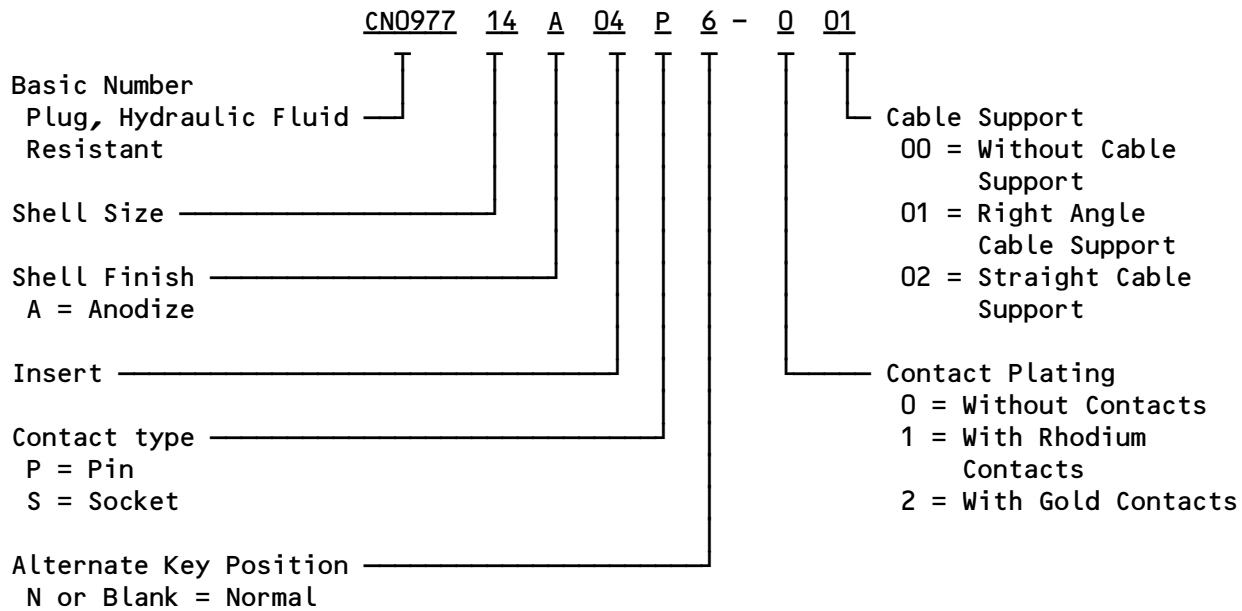 CN0977 14 A 04 P 6 - 0 01
Basic Number
Plug, Hydraulic Fluid
Resistant
Shell Size
Shell Finish
A = Anodize
Insert
Contact type
P = Pin
S = Socket
Alternate Key Position
N or Blank = Normal
Cable Support
00 = Without Cable
Support
01 = Right Angle
Cable Support
02 = Straight Cable
Support
Contact Plating
0 = Without Contacts
1 = With Rhodium
Contacts
2 = With Gold Contacts